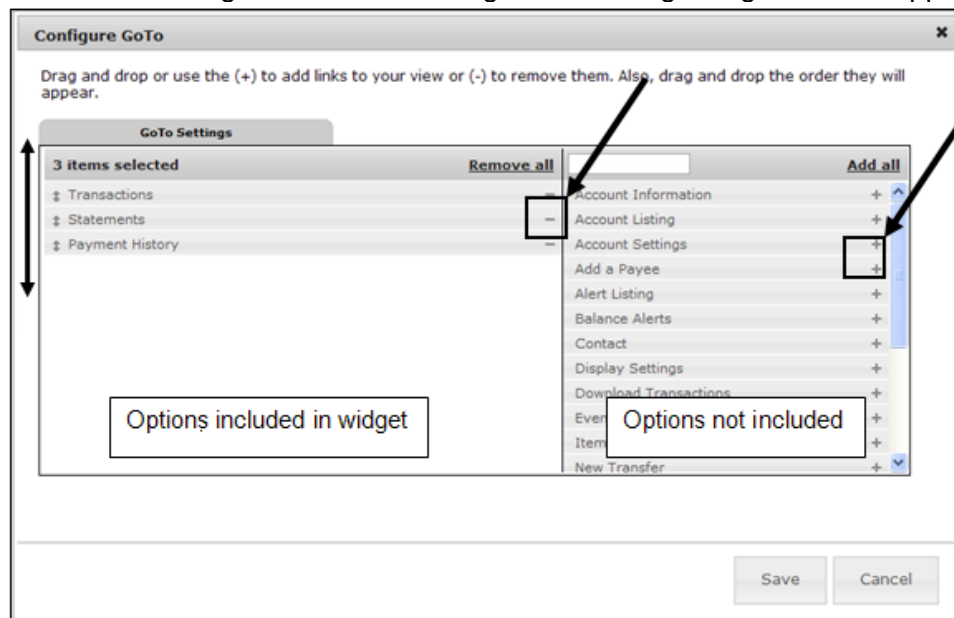 Configure GoTo
Drag and drop or use the (+) to add links to your view or (-) to remove them. Also, drag and drop the order they will
appear.
GoTo Settings
3 items selected Remove all Add all
Transactions − Account Information +
Statements − Account Listing +
Payment History − Account Settings +
Add a Payee +
Alert Listing +
Balance Alerts +
Contact +
Display Settings +
Download Transactions +
Options included in widget Options not included
+
+
New Transfer +
Save Cancel